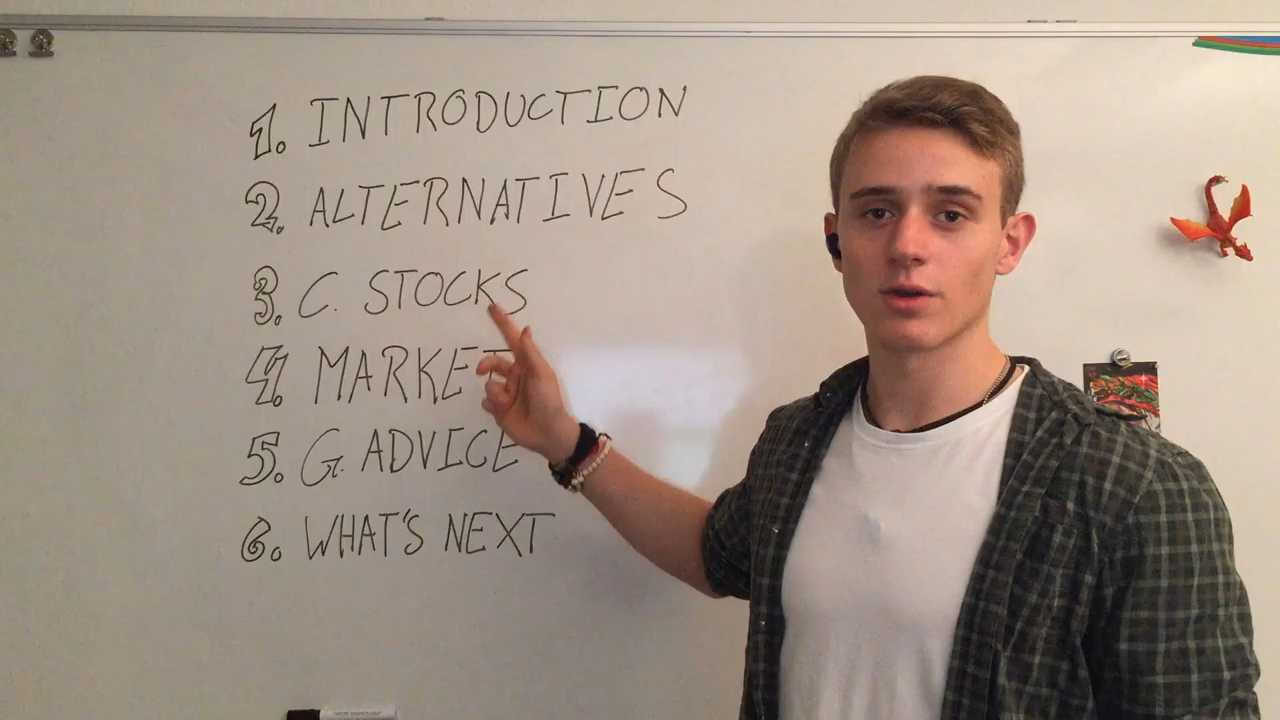 1. INTRODUCTION
2. ALTERNATIVES
3. C. STOCKS
4. MARKET
5. G. ADVICE
6. WHAT'S NEXT